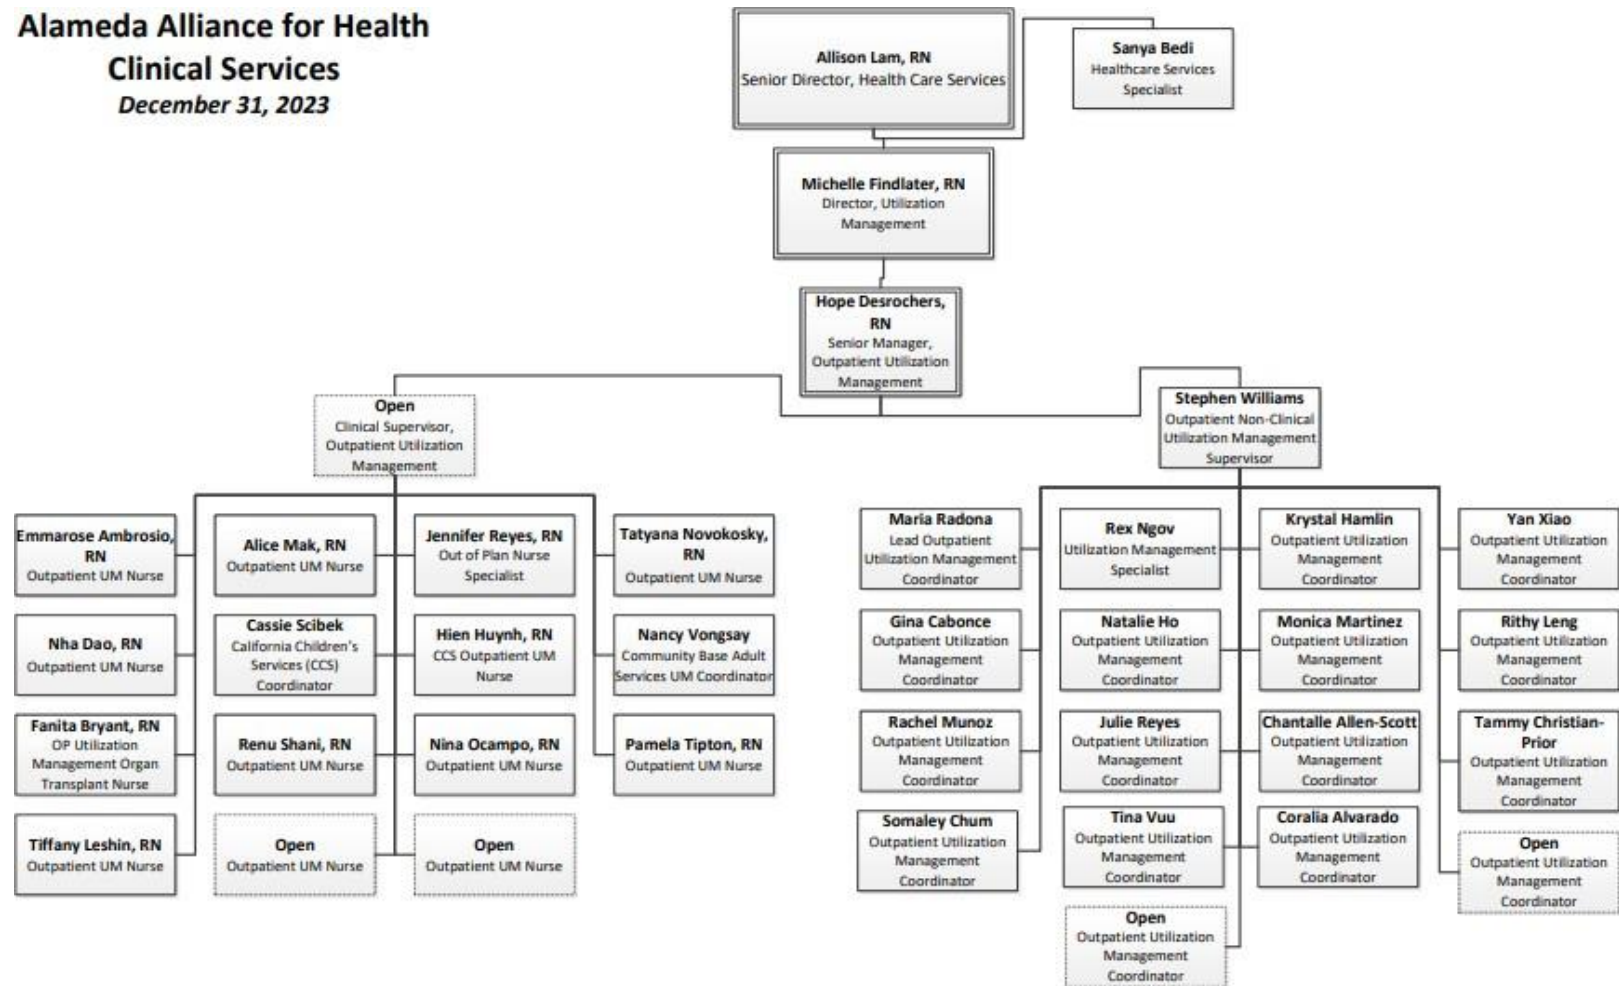 Alameda Alliance for Health
Clinical Services
December 31, 2023
Allison Lam, RN
Senior Director, Health Care Services
Sanya Bedi
Healthcare Services
Specialist
Michelle Findlater, RN
Director, Utilization
Management
Hope Desrochers,
RN
Senior Manager,
Outpatient Utilization
Management
Open
Clinical Supervisor,
Outpatient Utilization
Management
Stephen Williams
Outpatient Non-Clinical
Utilization Management
Supervisor
Emmarose Ambrosio,
RN
Outpatient UM Nurse
Alice Mak, RN
Outpatient UM Nurse
Jennifer Reyes, RN
Out of Plan Nurse
Specialist
Tatyana Novokosky,
RN
Outpatient UM Nurse
Nha Dao, RN
Outpatient UM Nurse
Cassie Scibek
California Children's
Services (CCS)
Coordinator
Hien Huynh, RN
CCS Outpatient UM
Nurse
Nancy Vongsay
Community Base Adult
Services UM Coordinator
Fanita Bryant, RN
OP Utilization
Management Organ
Transplant Nurse
Renu Shani, RN
Outpatient UM Nurse
Nina Ocampo, RN
Outpatient UM Nurse
Pamela Tipton, RN
Outpatient UM Nurse
Tiffany Leshin, RN
Outpatient UM Nurse
Open
Outpatient UM Nurse
Open
Outpatient UM Nurse
Maria Radona
Lead Outpatient
Utilization Management
Coordinator
Rex Ngov
Utilization Management
Specialist
Krystal Hamlin
Outpatient Utilization
Management
Coordinator
Yan Xiao
Outpatient Utilization
Management
Coordinator
Gina Cabonce
Outpatient Utilization
Management
Coordinator
Natalie Ho
Outpatient Utilization
Management
Coordinator
Monica Martinez
Outpatient Utilization
Management
Coordinator
Rithy Leng
Outpatient Utilization
Management
Coordinator
Rachel Munoz
Outpatient Utilization
Management
Coordinator
Julie Reyes
Outpatient Utilization
Management
Coordinator
Chantalle Allen-Scott
Outpatient Utilization
Management
Coordinator
Tammy Christian-
Prior
Outpatient Utilization
Management
Coordinator
Somaley Chum
Outpatient Utilization
Management
Coordinator
Tina Vuu
Outpatient Utilization
Management
Coordinator
Coralia Alvarado
Outpatient Utilization
Management
Coordinator
Open
Outpatient Utilization
Management
Coordinator
Open
Outpatient Utilization
Management
Coordinator